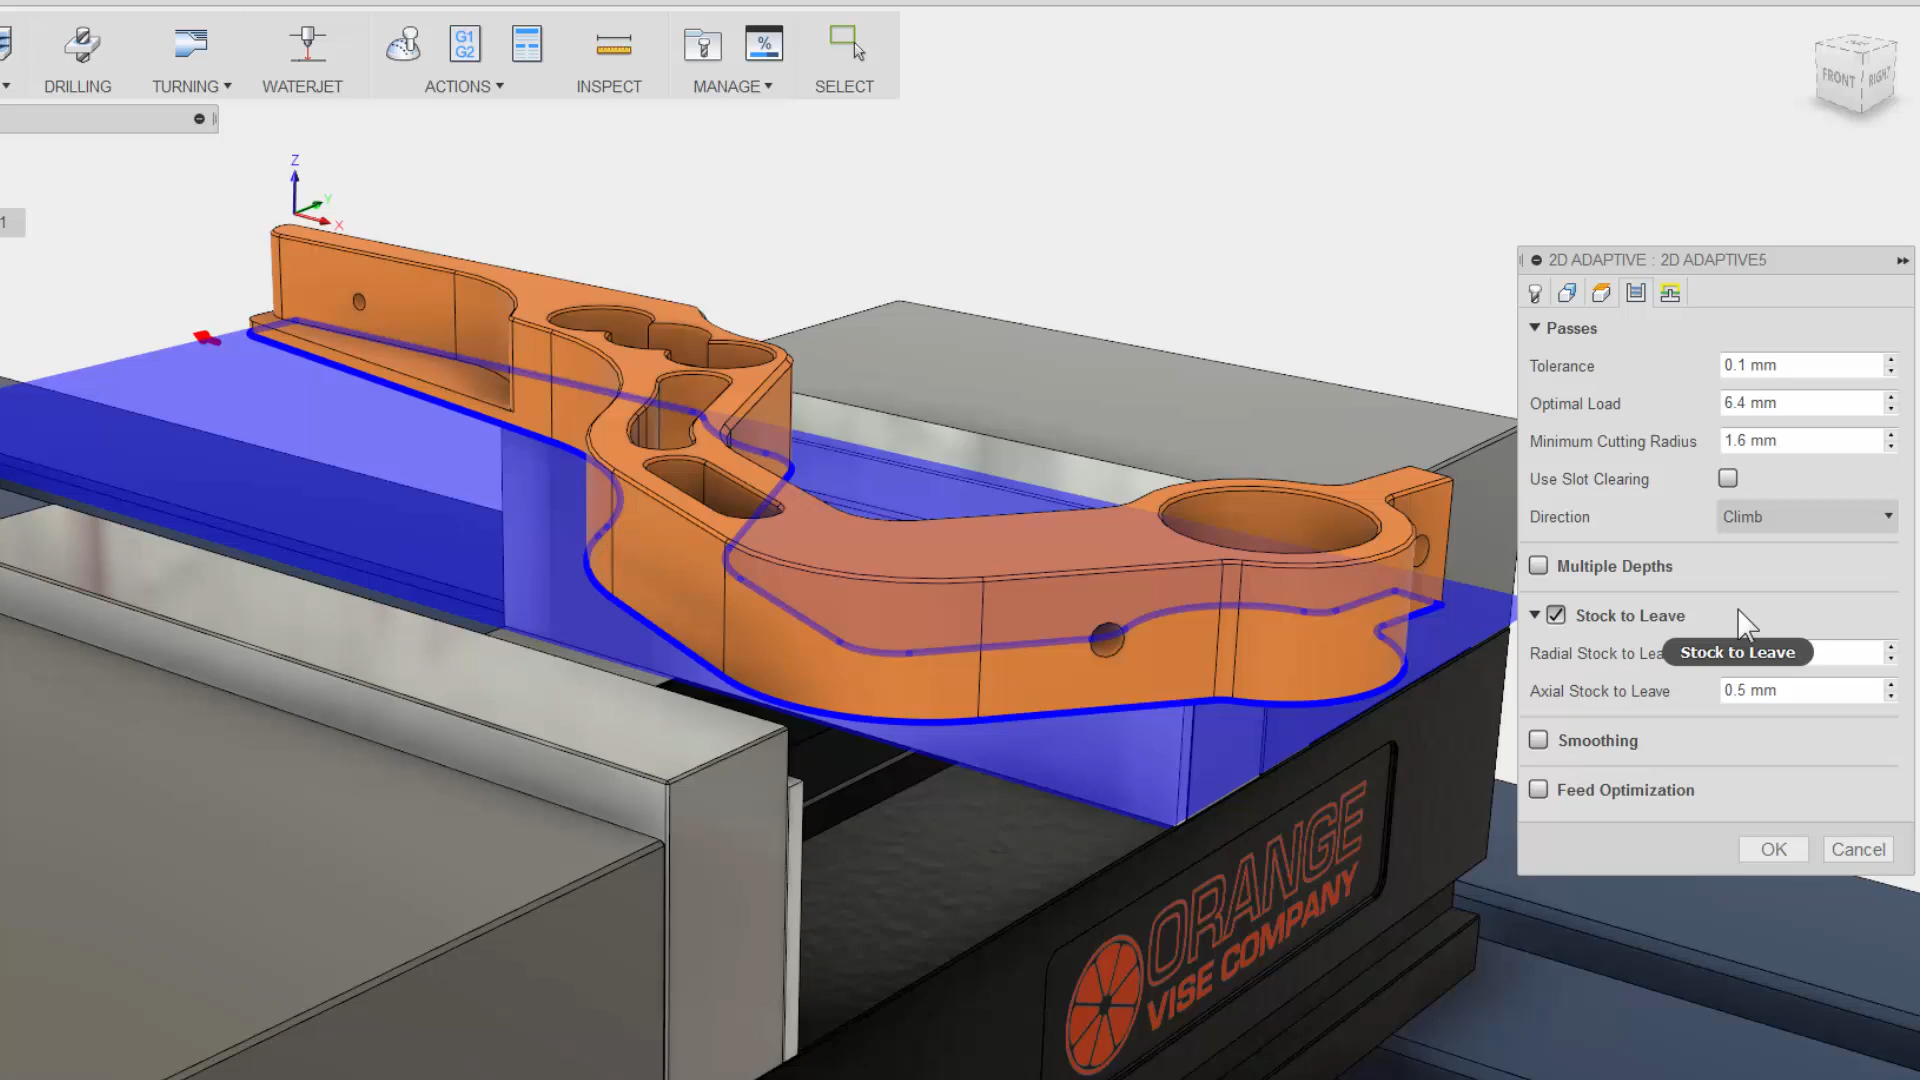 G1
G2
%
DRILLING
TURNING
WATERJET
ACTIONS
INSPECT
MANAGE
SELECT
FRONT
RIGHT
Z
Y
X
1
2D ADAPTIVE : 2D ADAPTIVE5
Passes
Tolerance 0.1 mm
Optimal Load 6.4 mm
Minimum Cutting Radius 1.6 mm
Use Slot Clearing
Direction Climb
Multiple Depths
Stock to Leave
Radial Stock to Lea
Stock to Leave
Axial Stock to Leave 0.5 mm
Smoothing
Feed Optimization
OK Cancel
ORANGE
VISE COMPANY